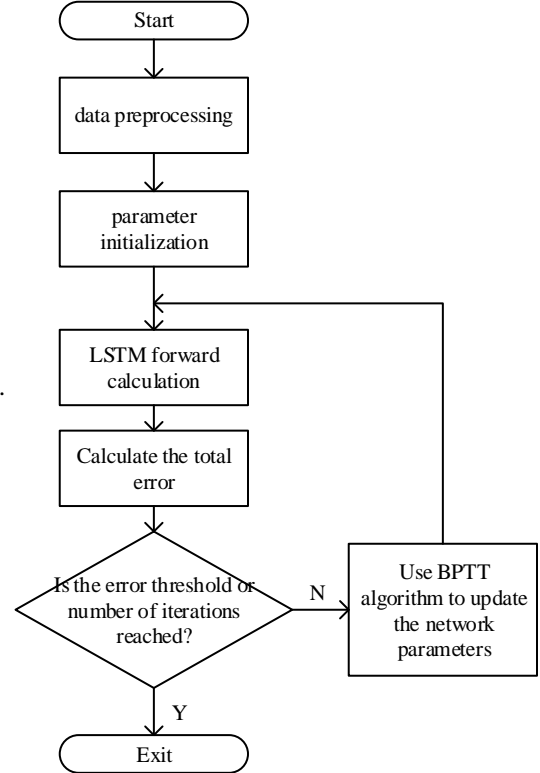 Start
data preprocessing
parameter
initialization
LSTM forward
calculation
.
Calculate the total
error
Is the error threshold or
number of iterations
reached?
N
Use BPTT
algorithm to update
the network
parameters
Y
Exit